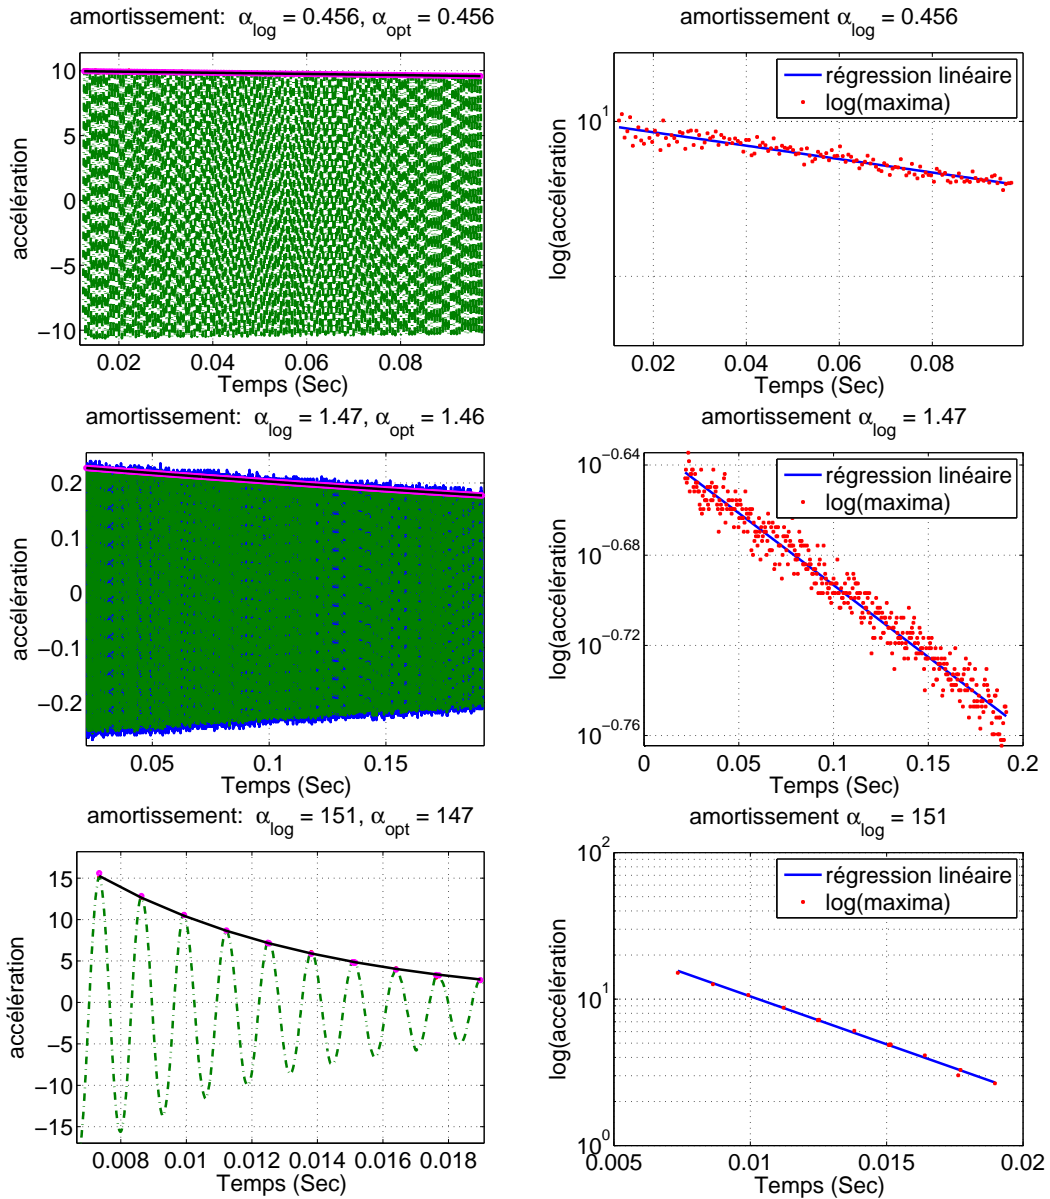 amortissement: α_log = 0.456, α_opt = 0.456
10
5
0
−5
−10
accélération
0.02 0.04 0.06 0.08
Temps (Sec)
amortissement α_log = 0.456
régression linéaire
log(maxima)
10^1
log(accélération
0.02 0.04 0.06 0.08
Temps (Sec)
amortissement: α_log = 1.47, α_opt = 1.46
0.2
0.1
0
−0.1
−0.2
accélération
0.05 0.1 0.15
Temps (Sec)
amortissement α_log = 1.47
régression linéaire
log(maxima)
10^−0.64
10^−0.68
10^−0.72
10^−0.76
log(accélération
0 0.05 0.1 0.15 0.2
Temps (Sec)
amortissement: α_log = 151, α_opt = 147
15
10
5
0
−5
−10
−15
accélération
0.008 0.01 0.012 0.014 0.016 0.018
Temps (Sec)
amortissement α_log = 151
régression linéaire
log(maxima)
10^2
10^1
10^0
log(accélération
0.005 0.01 0.015 0.02
Temps (Sec)